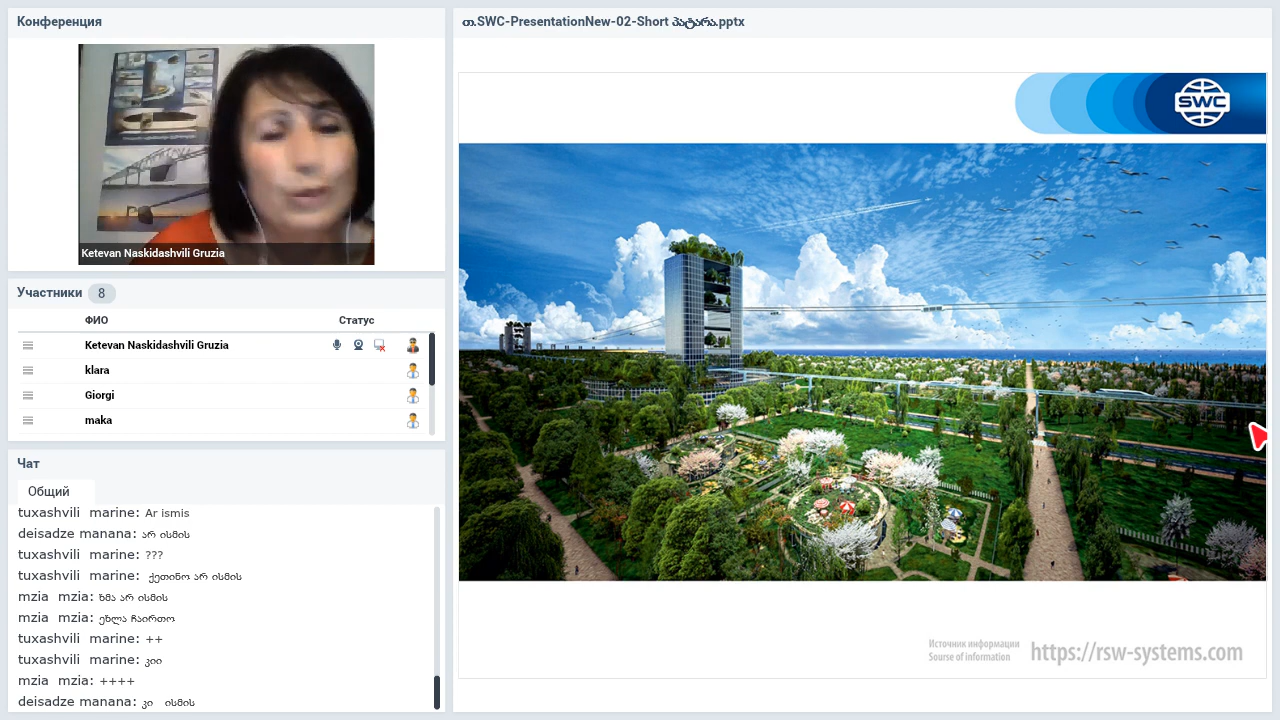 Конференция
Ketevan Naskidashvili Gruzia
Участники 8
ФИО Статус
Ketevan Naskidashvili Gruzia
klara
Giorgi
maka
Чат
Общий
tuxashvili marine: Ar ismis
deisadze manana: არ ისმის
tuxashvili marine: ???
tuxashvili marine: ქეთინო არ ისმის
mzia mzia: ხმა არ ისმის
mzia mzia: ეხლა ჩაირთო
tuxashvili marine: ++
tuxashvili marine: კიი
mzia mzia: ++++
deisadze manana: კი ისმის
თ.SWC-PresentationNew-02-Short პატარა.pptx
SWC
Источник информации
Sourse of information
https://rsw-systems.com